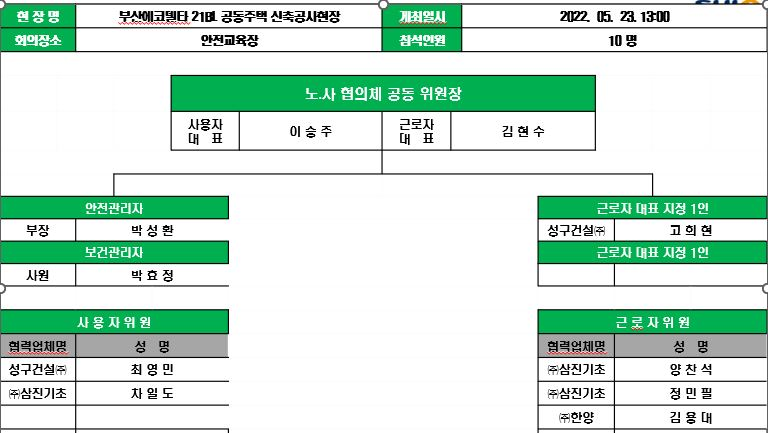 현 장 명 부산에코델타 21BL 공동주택 신축공사현장 개최일시 2022. 05. 23. 13:00
회의장소 안전교육장 참석인원 10 명
노.사 협의체 공동 위원장
사용자 대 표 이 승 주 근로자 대 표 김 현 수
안전관리자 근로자 대표 지정 1인
부장 박 성 환 성구건설㈜ 고 희 현
보건관리자 근로자 대표 지정 1인
사원 박 효 정
사 용 자 위 원 근 로 자 위 원
협력업체명 성 명 협력업체명 성 명
성구건설㈜ 최 영 민 ㈜삼진기초 양 찬 석
㈜삼진기초 차 일 도 ㈜삼진기초 정 민 필
㈜한양 김 용 대